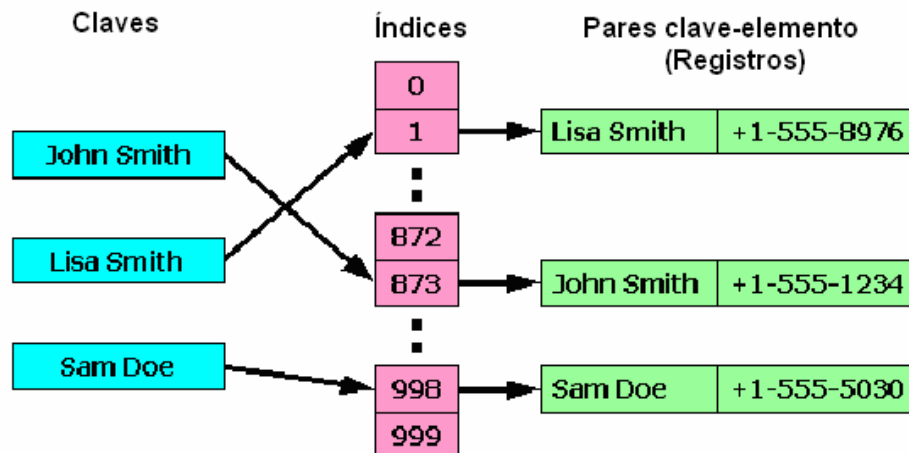 Claves
Índices
Pares clave-elemento
(Registros)
John Smith
Lisa Smith
Sam Doe
0
1
872
873
998
999
Lisa Smith +1-555-8976
John Smith +1-555-1234
Sam Doe +1-555-5030